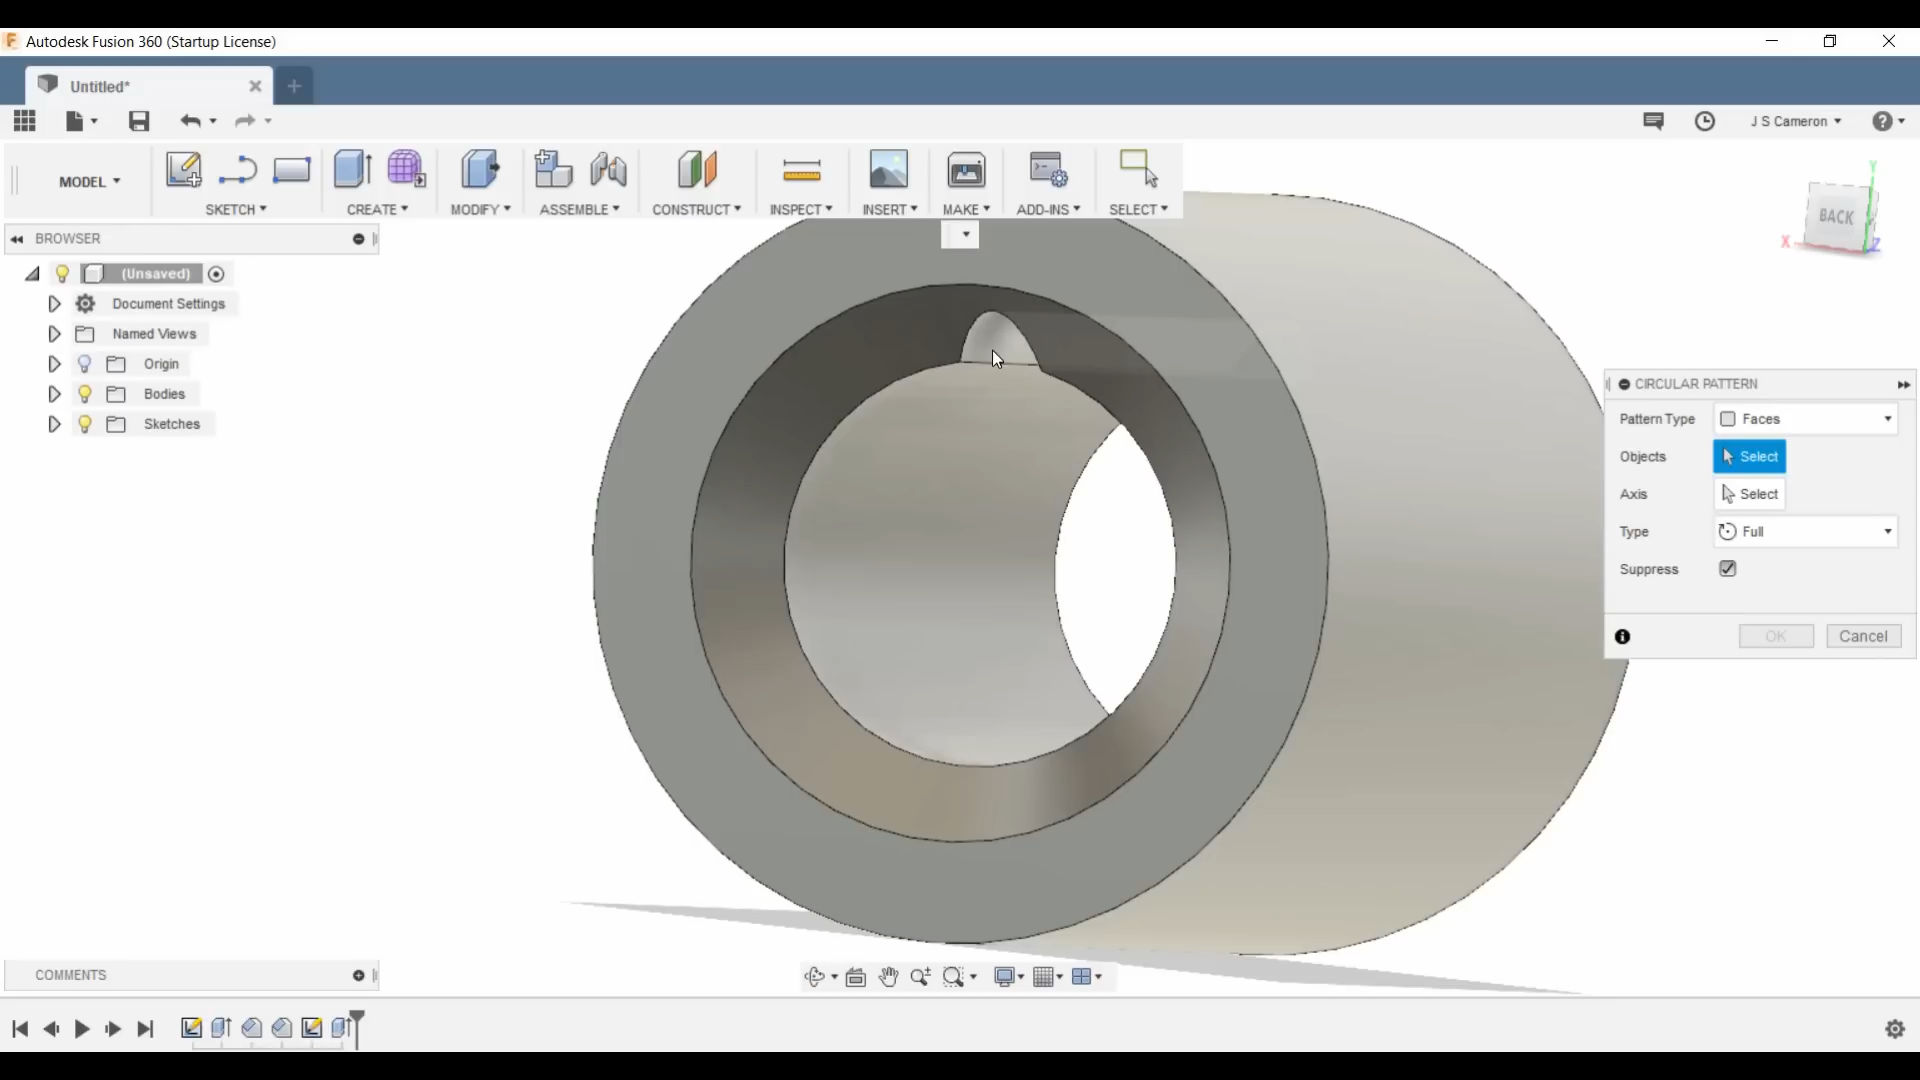 Autodesk Fusion 360 (Startup License)
Untitled*
J S Cameron
MODEL
SKETCH
CREATE
MODIFY
ASSEMBLE
CONSTRUCT
INSPECT
INSERT
MAKE
ADD-INS
SELECT
BROWSER
(Unsaved)
Document Settings
Named Views
Origin
Bodies
Sketches
Y
BACK
X
Z
CIRCULAR PATTERN
Pattern Type Faces
Objects Select
Axis Select
Type Full
Suppress
OK Cancel
COMMENTS